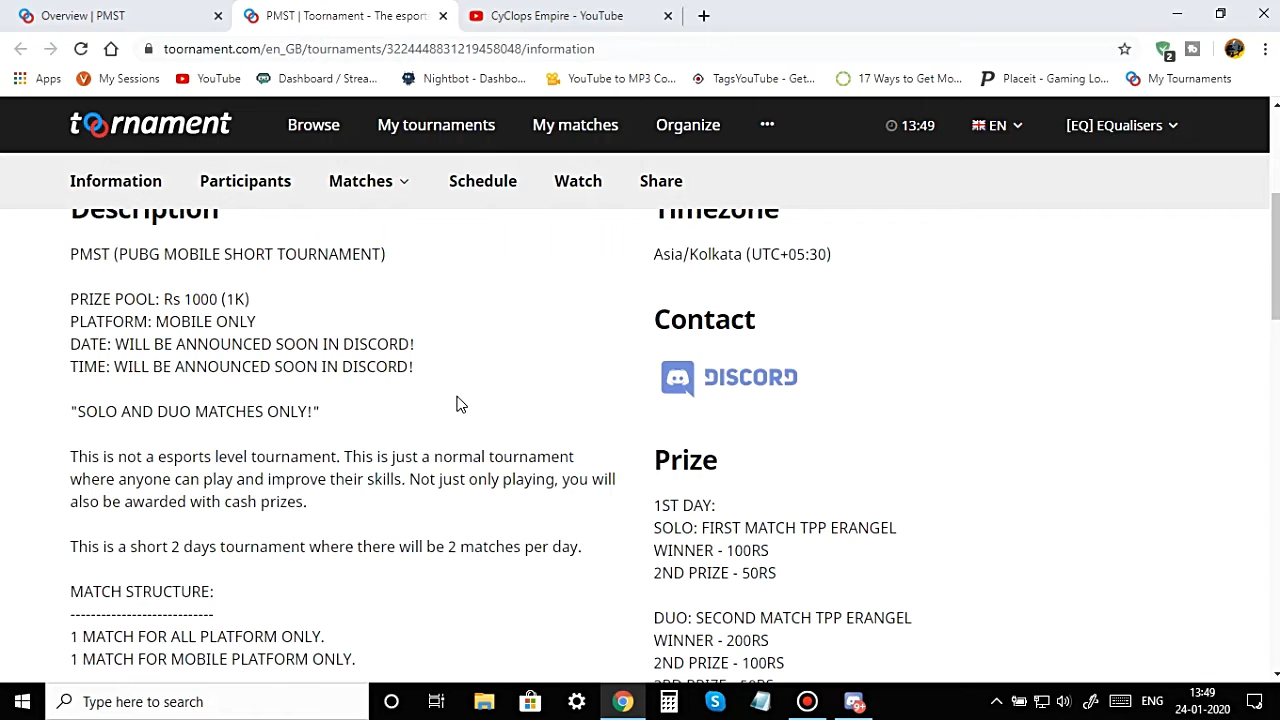 Overview | PMST
PMST | Toornament - The esport
CyClops Empire - YouTube
toornament.com/en_GB/tournaments/3224448831219458048/information
2
Apps
My Sessions
YouTube
Dashboard / Strea...
Nightbot - Dashbo...
YouTube to MP3 Co...
TagsYouTube - Get...
17 Ways to Get Mo...
Placeit - Gaming Lo...
My Tournaments
toornament
Browse
My tournaments
My matches
Organize
•••
13:49
EN
[EQ] EQualisers
Information
Participants
Matches
Schedule
Watch
Share
Description
PMST (PUBG MOBILE SHORT TOURNAMENT)
PRIZE POOL: Rs 1000 (1K)
PLATFORM: MOBILE ONLY
DATE: WILL BE ANNOUNCED SOON IN DISCORD!
TIME: WILL BE ANNOUNCED SOON IN DISCORD!
"SOLO AND DUO MATCHES ONLY!"
This is not a esports level tournament. This is just a normal tournament
where anyone can play and improve their skills. Not just only playing, you will
also be awarded with cash prizes.
This is a short 2 days tournament where there will be 2 matches per day.
MATCH STRUCTURE:
---------------------------
1 MATCH FOR ALL PLATFORM ONLY.
1 MATCH FOR MOBILE PLATFORM ONLY.
Timezone
Asia/Kolkata (UTC+05:30)
Contact
DISCORD
Prize
1ST DAY:
SOLO: FIRST MATCH TPP ERANGEL
WINNER - 100RS
2ND PRIZE - 50RS
DUO: SECOND MATCH TPP ERANGEL
WINNER - 200RS
2ND PRIZE - 100RS
3RD PRIZE - 50RS
Type here to search
9+
ENG
13:49
24-01-2020